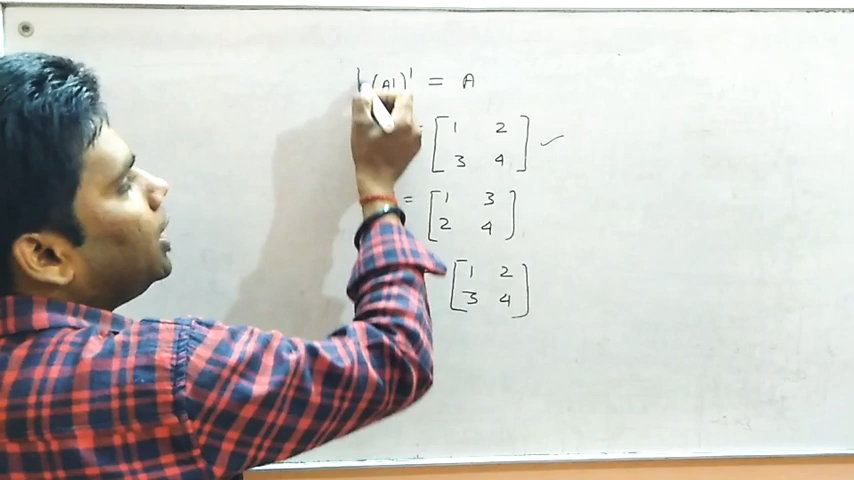 (A')' = A
= [ 1 2
3 4 ] ✓
= [ 1 3
2 4 ]
[ 1 2
3 4 ]